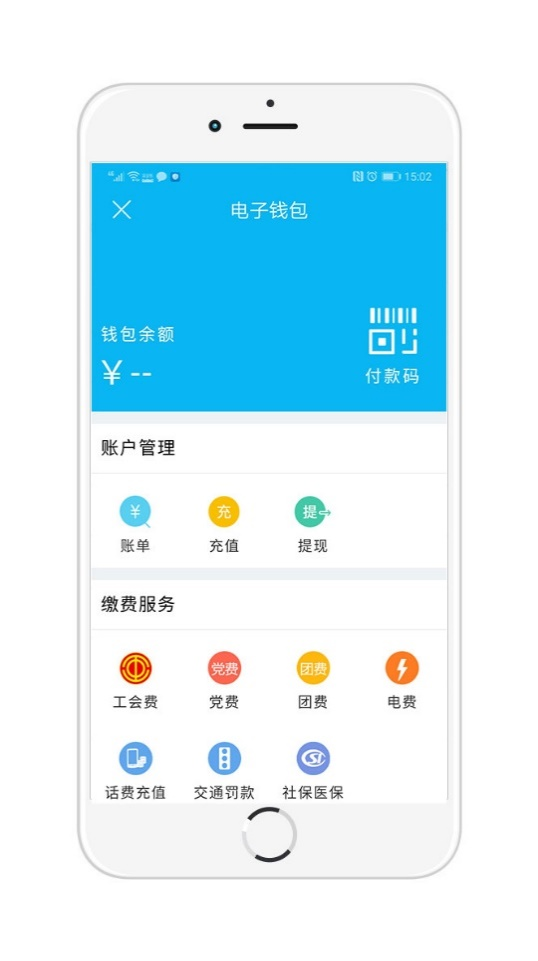 15:02
电子钱包
钱包余额
¥ --
付款码
账户管理
¥ 充 提
账单 充值 提现
缴费服务
党费 团费
工会费 党费 团费 电费
话费充值 交通罚款 社保医保